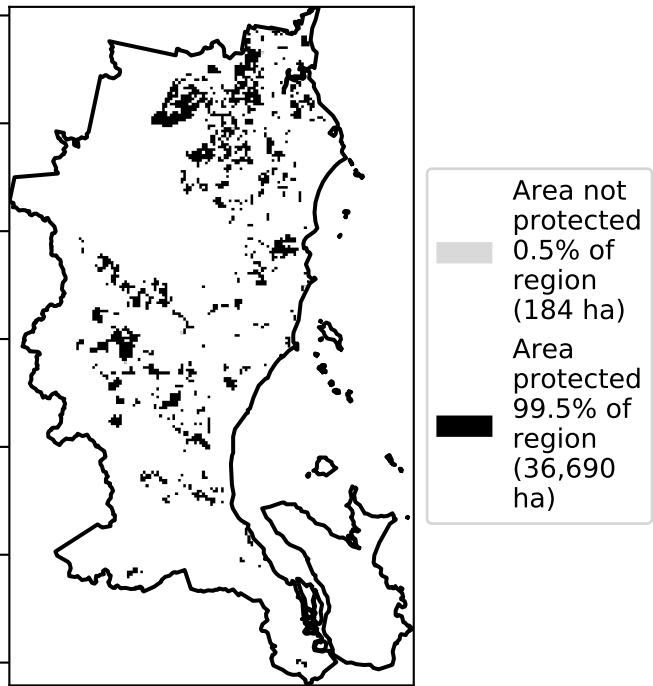 Area not
protected
0.5% of
region
(184 ha)
Area
protected
99.5% of
region
(36,690
ha)